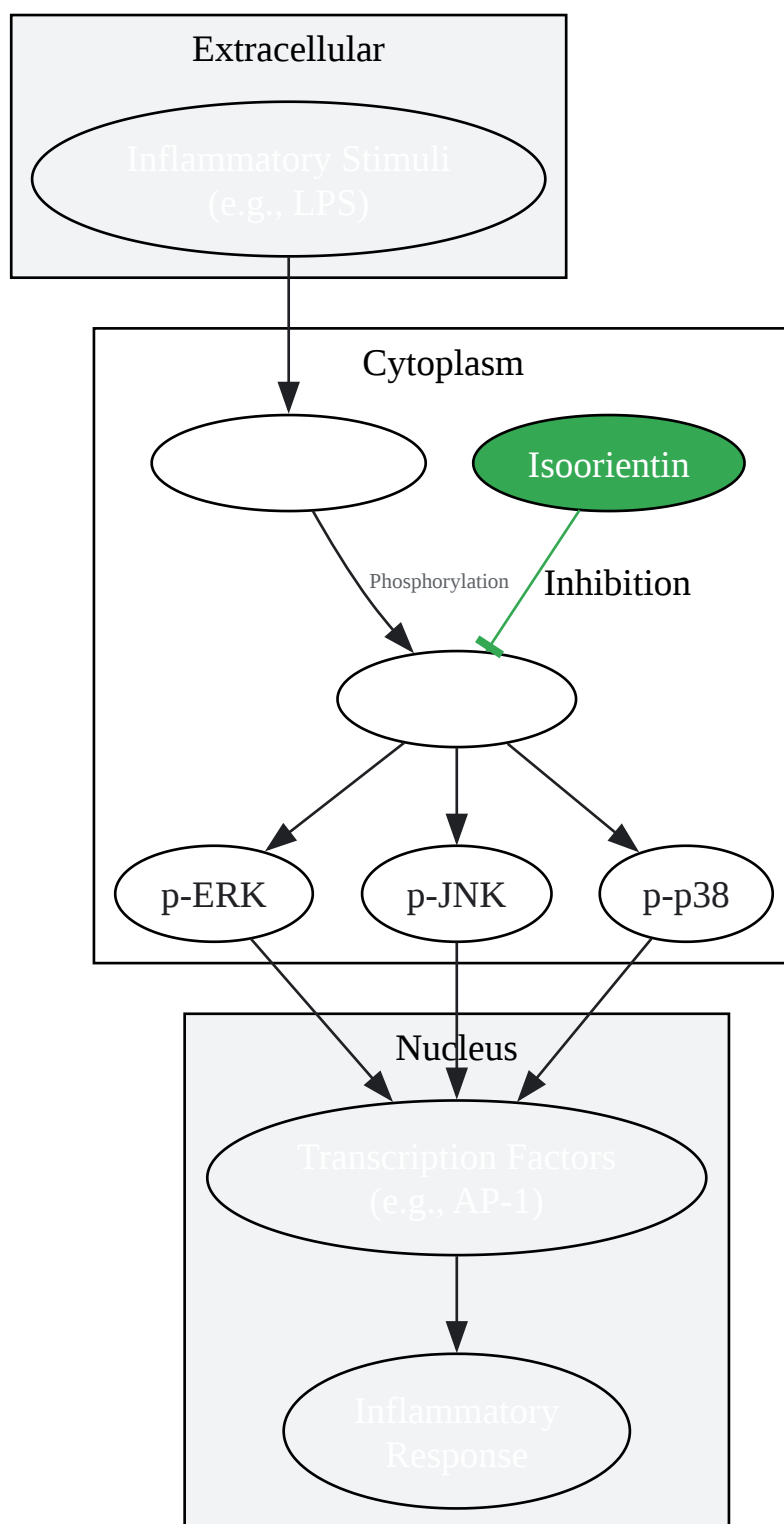 Extracellular
Inflammatory Stimuli
(e.g., LPS)
Cytoplasm
Isoorientin
Phosphorylation
Inhibition
p-ERK
p-JNK
p-p38
Nucleus
Transcription Factors
(e.g., AP-1)
Inflammatory
Response